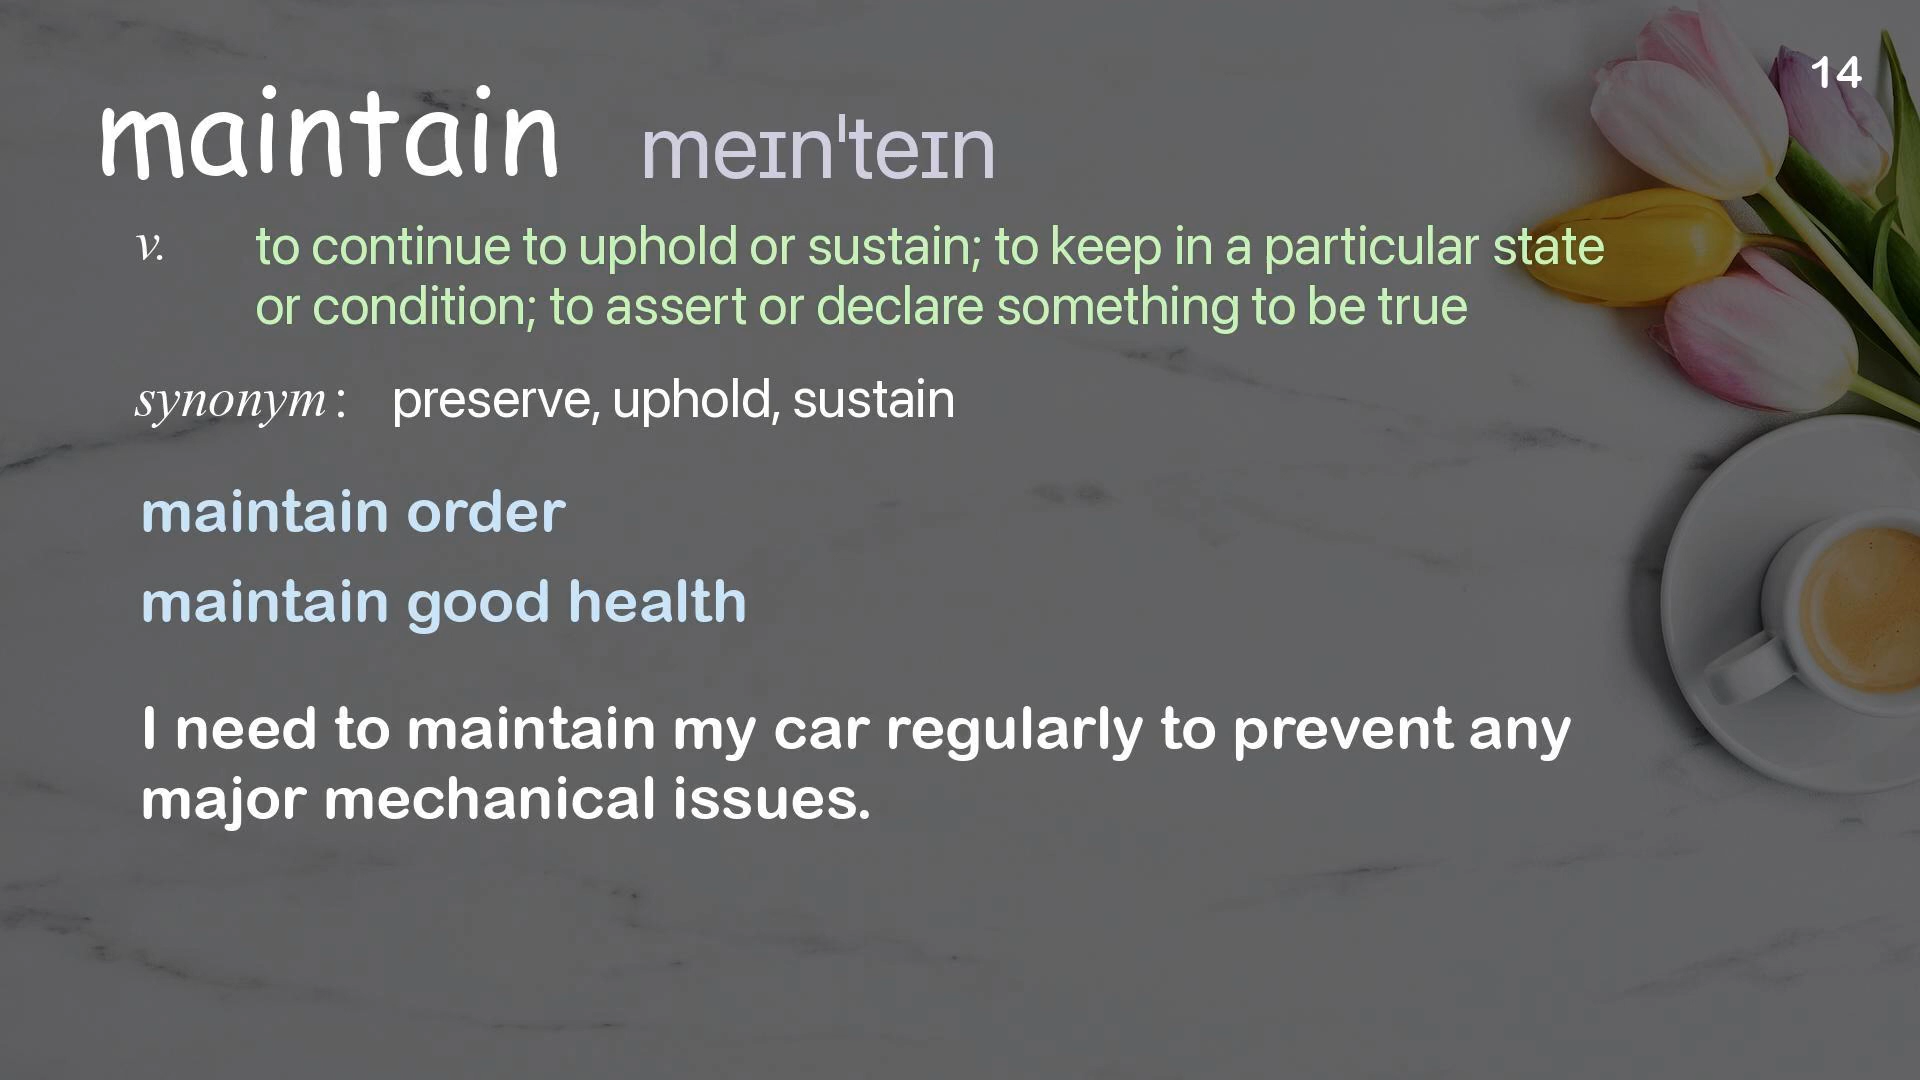 14
maintain meɪn'teɪn
v. to continue to uphold or sustain; to keep in a particular state
or condition; to assert or declare something to be true
synonym: preserve, uphold, sustain
maintain order
maintain good health
I need to maintain my car regularly to prevent any
major mechanical issues.